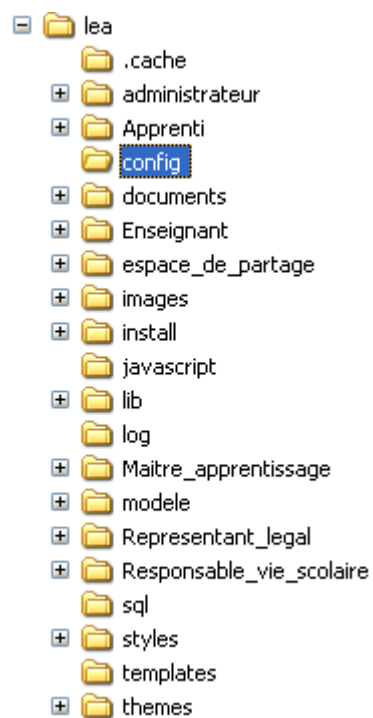 lea
.cache
administrateur
Apprenti
config
documents
Enseignant
espace_de_partage
images
install
javascript
lib
log
Maitre_apprentissage
modele
Representant_legal
Responsable_vie_scolaire
sql
styles
templates
themes